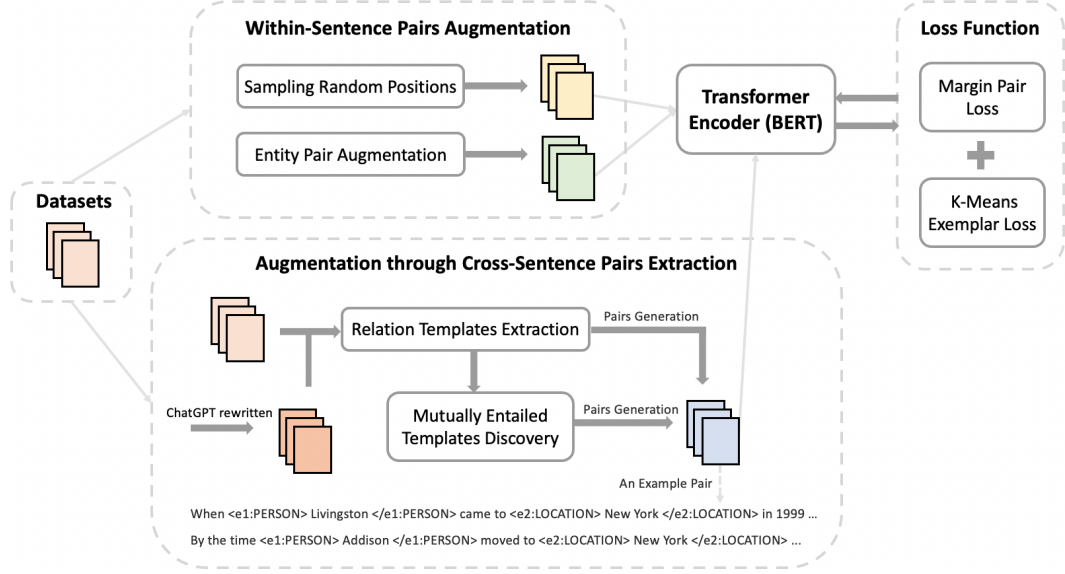 Within-Sentence Pairs Augmentation
Sampling Random Positions
Entity Pair Augmentation
Transformer
Encoder (BERT)
Loss Function
Margin Pair
Loss
K-Means
Exemplar Loss
Datasets
Augmentation through Cross-Sentence Pairs Extraction
Relation Templates Extraction
Pairs Generation
ChatGPT rewritten
Mutually Entailed
Templates Discovery
Pairs Generation
An Example Pair
When <e1:PERSON> Livingston </e1:PERSON> came to <e2:LOCATION> New York </e2:LOCATION> in 1999 ...
By the time <e1:PERSON> Addison </e1:PERSON> moved to <e2:LOCATION> New York </e2:LOCATION> ...